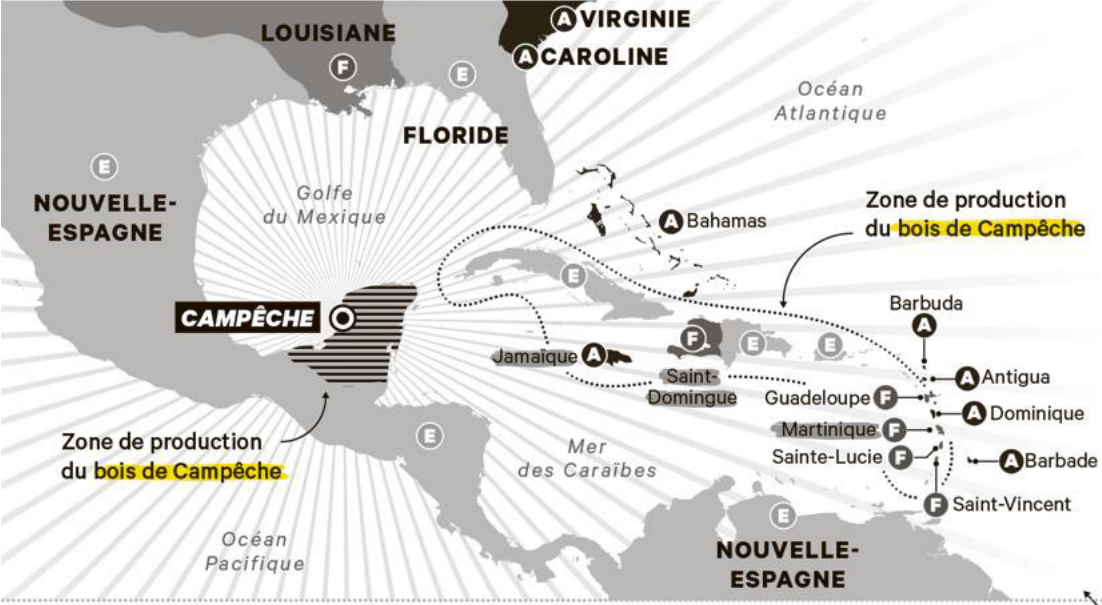 A VIRGINIE
LOUISIANE
A CAROLINE
F
E
Océan
Atlantique
FLORIDE
E
Golfe
du Mexique
NOUVELLE-
ESPAGNE
Zone de production
du bois de Campêche
A Bahamas
E
CAMPÊCHE
Barbuda
A
F
E
E
Jamaïque A
Saint-
Domingue
A Antigua
Guadeloupe F
A Dominique
Martinique F
E
Zone de production
du bois de Campêche
Mer
des Caraïbes
Sainte-Lucie F
A Barbade
F Saint-Vincent
E
Océan
Pacifique
NOUVELLE-
ESPAGNE